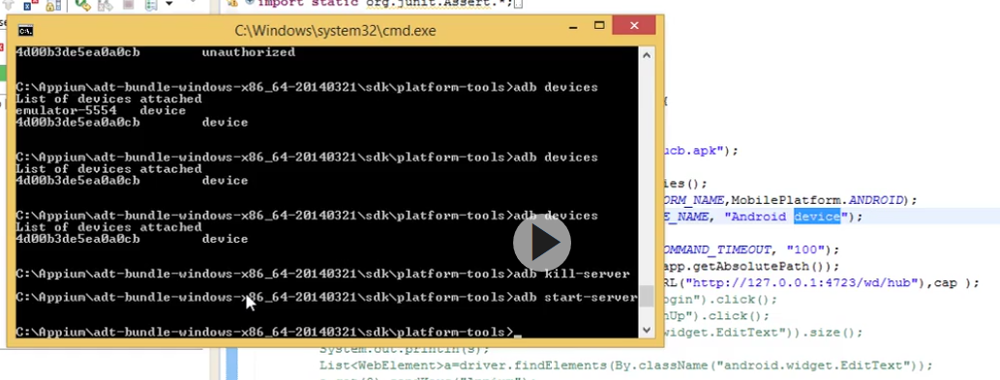 import static org.junit.Assert.*;
C:\Windows\system32\cmd.exe
4d00b3de5ea0a0cb unauthorized
C:\Appium\adt-bundle-windows-x86_64-20140321\sdk\platform-tools>adb devices
List of devices attached
emulator-5554 device
4d00b3de5ea0a0cb device
C:\Appium\adt-bundle-windows-x86_64-20140321\sdk\platform-tools>adb devices
List of devices attached
4d00b3de5ea0a0cb device
C:\Appium\adt-bundle-windows-x86_64-20140321\sdk\platform-tools>adb devices
List of devices attached
4d00b3de5ea0a0cb device
C:\Appium\adt-bundle-windows-x86_64-20140321\sdk\platform-tools>adb kill-server
C:\Appium\adt-bundle-windows-x86_64-20140321\sdk\platform-tools>adb start-server
C:\Appium\adt-bundle-windows-x86_64-20140321\sdk\platform-tools>_
{
ucb.apk");
ies();
ORM_NAME,MobilePlatform.ANDROID);
E_NAME, "Android device");
OMMAND_TIMEOUT, "100");
app.getAbsolutePath());
RL("http://127.0.0.1:4723/wd/hub"),cap );
ogin").click();
nUp").click();
widget.EditText")).size();
System.out.println(s);
List<WebElement>a=driver.findElements(By.className("android.widget.EditText"));